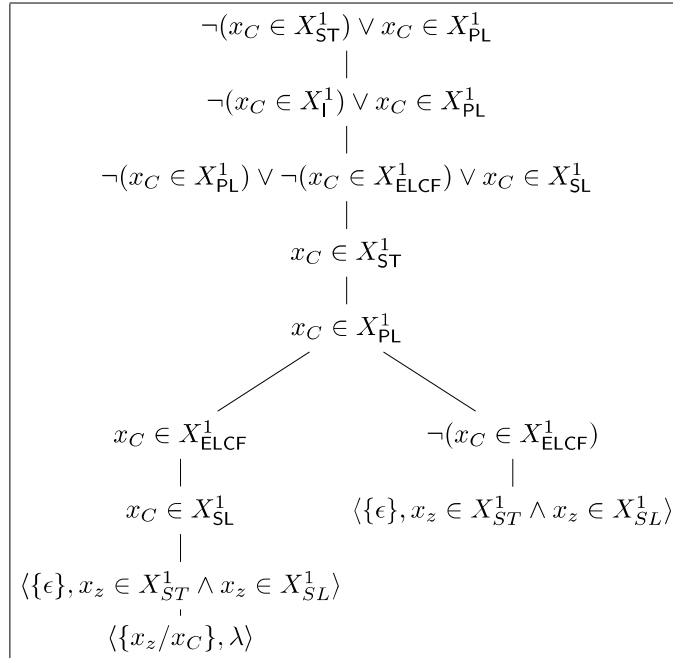 ¬(x_C ∈ X^1_ST) ∨ x_C ∈ X^1_PL
¬(x_C ∈ X^1_I) ∨ x_C ∈ X^1_PL
¬(x_C ∈ X^1_PL) ∨ ¬(x_C ∈ X^1_ELCF) ∨ x_C ∈ X^1_SL
x_C ∈ X^1_ST
x_C ∈ X^1_PL
x_C ∈ X^1_ELCF ¬(x_C ∈ X^1_ELCF)
x_C ∈ X^1_SL ⟨{ϵ}, x_z ∈ X^1_ST ∧ x_z ∈ X^1_SL⟩
⟨{ϵ}, x_z ∈ X^1_ST ∧ x_z ∈ X^1_SL⟩
⟨{x_z/x_C}, λ⟩